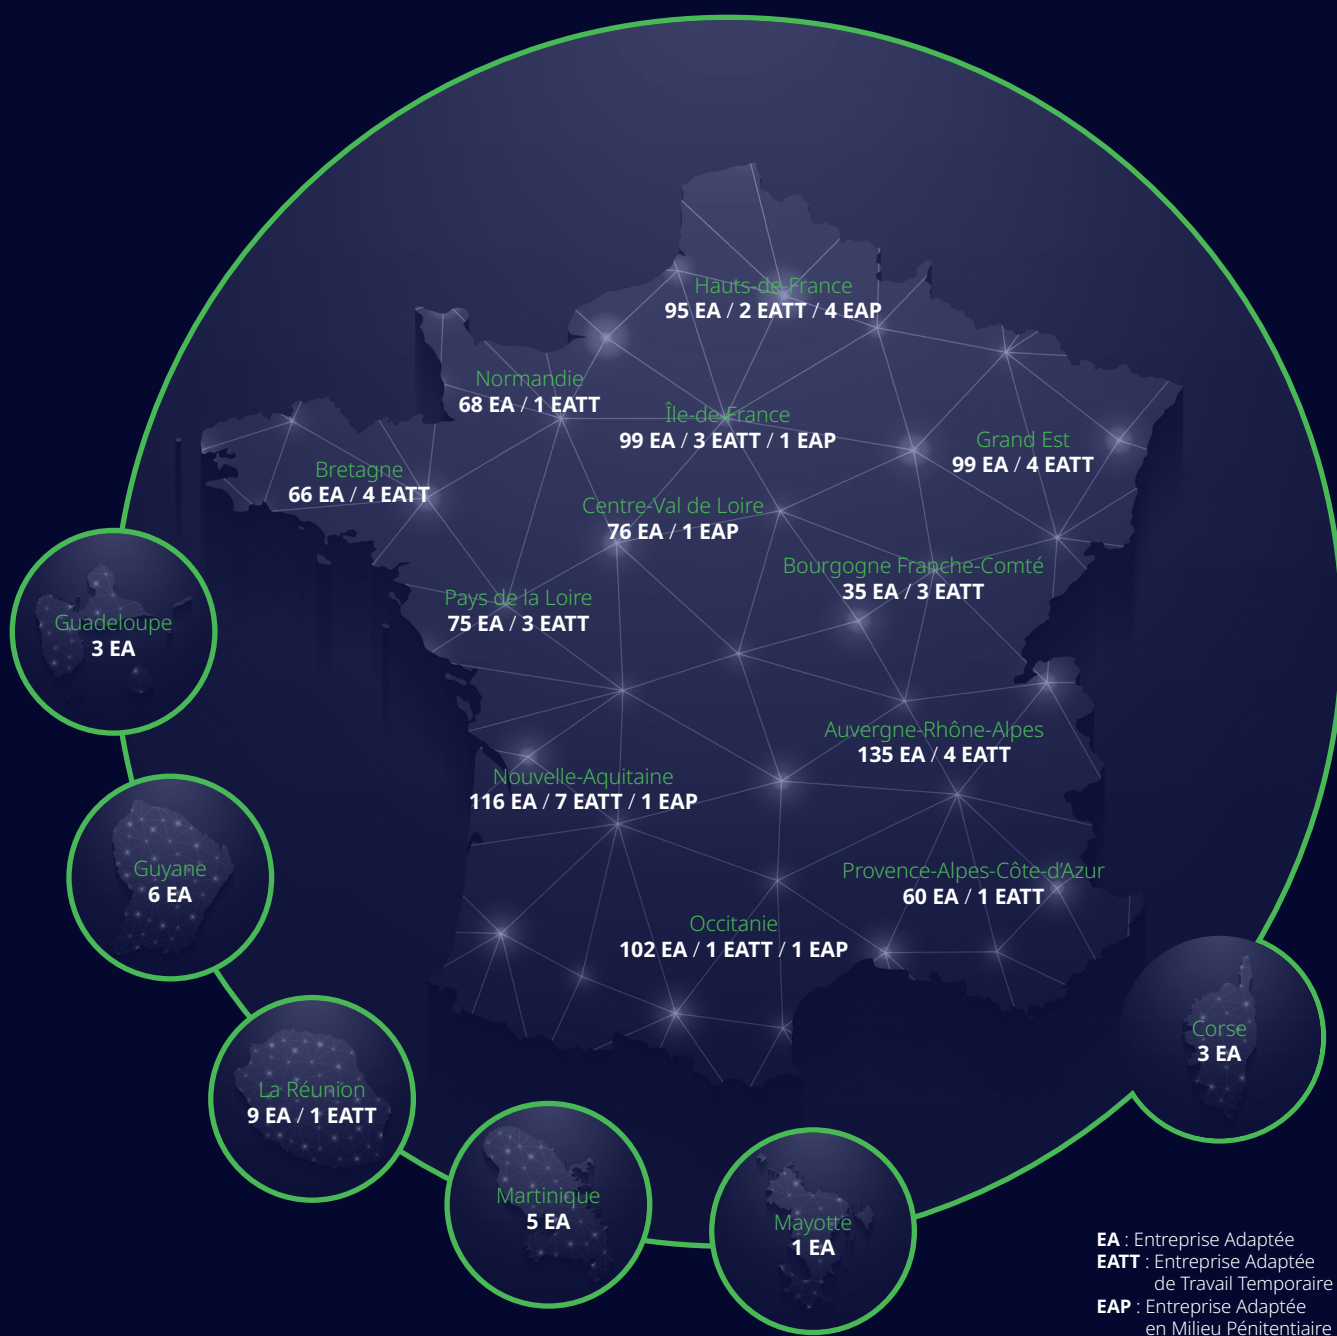 Hauts-de-France
95 EA / 2 EATT / 4 EAP
Normandie
68 EA / 1 EATT
Île-de-France
99 EA / 3 EATT / 1 EAP
Grand Est
99 EA / 4 EATT
Bretagne
66 EA / 4 EATT
Centre-Val de Loire
76 EA / 1 EAP
Bourgogne Franche-Comté
35 EA / 3 EATT
Pays de la Loire
75 EA / 3 EATT
Guadeloupe
3 EA
Auvergne-Rhône-Alpes
135 EA / 4 EATT
Nouvelle-Aquitaine
116 EA / 7 EATT / 1 EAP
Guyane
6 EA
Provence-Alpes-Côte-d'Azur
60 EA / 1 EATT
Occitanie
102 EA / 1 EATT / 1 EAP
Corse
3 EA
La Réunion
9 EA / 1 EATT
Martinique
5 EA
Mayotte
1 EA
EA : Entreprise Adaptée
EATT : Entreprise Adaptée
de Travail Temporaire
EAP : Entreprise Adaptée
en Milieu Pénitentiaire